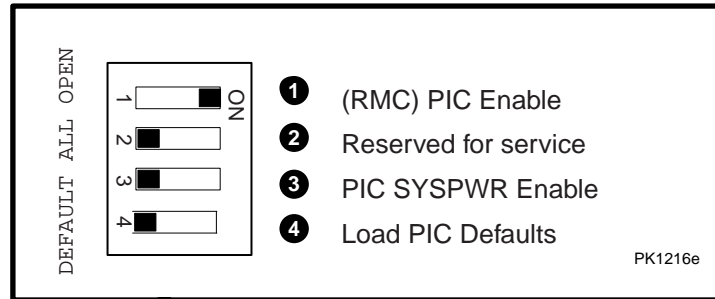 DEFAULT ALL OPEN
ON
1
2
3
4
1 (RMC) PIC Enable
2 Reserved for service
3 PIC SYSPWR Enable
4 Load PIC Defaults
PK1216e